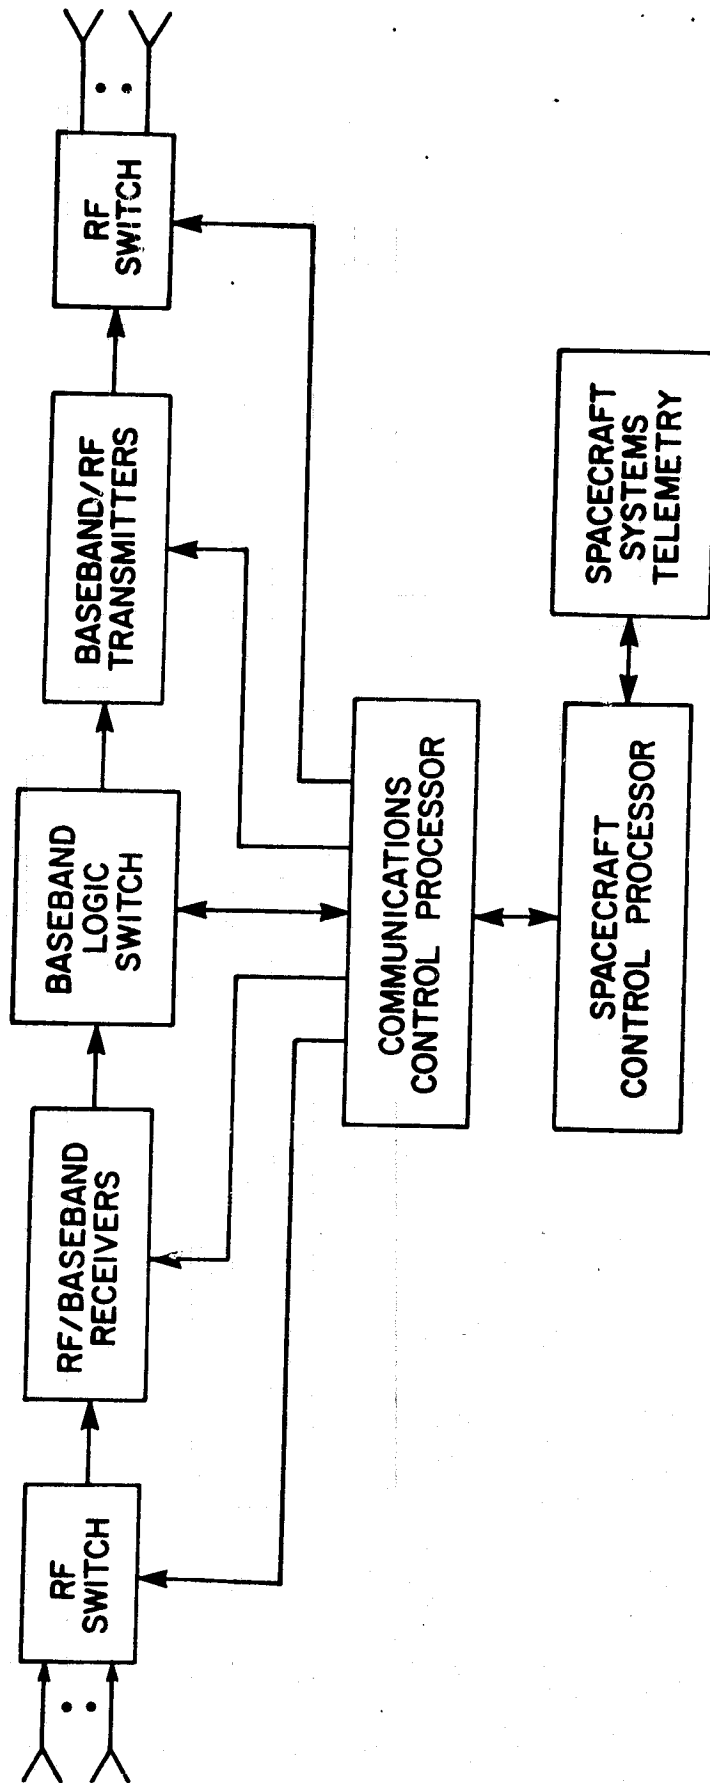 RF
SWITCH
RF/BASEBAND
RECEIVERS
BASEBAND
LOGIC
SWITCH
BASEBAND/RF
TRANSMITTERS
RF
SWITCH
COMMUNICATIONS
CONTROL PROCESSOR
SPACECRAFT
CONTROL PROCESSOR
SPACECRAFT
SYSTEMS
TELEMETRY